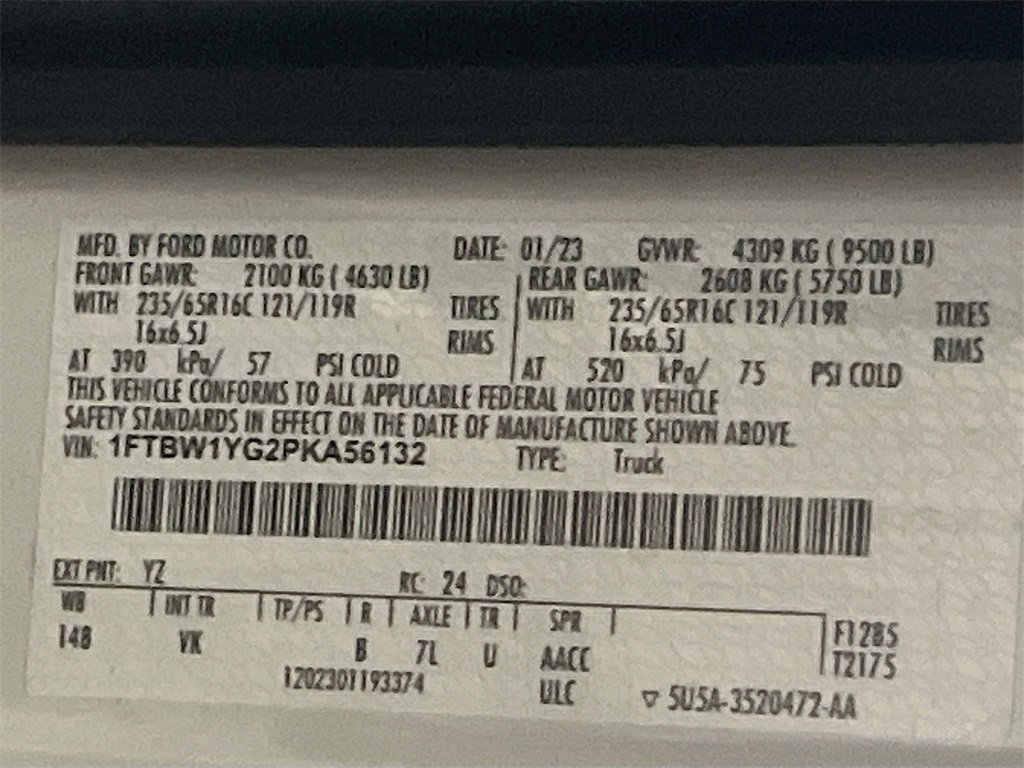 MFD. BY FORD MOTOR CO. DATE: 01/23 GVWR: 4309 KG ( 9500 LB)
FRONT GAWR: 2100 KG ( 4630 LB) REAR GAWR: 2608 KG ( 5750 LB)
WITH 235/65R16C 121/119R TIRES WITH 235/65R16C 121/119R TIRES
16x6.5J RIMS 16x6.5J RIMS
AT 390 kPa/ 57 PSI COLD AT 520 kPa/ 75 PSI COLD
THIS VEHICLE CONFORMS TO ALL APPLICABLE FEDERAL MOTOR VEHICLE
SAFETY STANDARDS IN EFFECT ON THE DATE OF MANUFACTURE SHOWN ABOVE.
VIN: 1FTBW1YG2PKA56132 TYPE: Truck
EXT PNT: YZ RC: 24 DSO:
WB INT TR TP/PS R AXLE TR SPR F1285
148 VK B 7L U AACC T2175
1202301193374 ULC ▽ 5U5A-3520472-AA